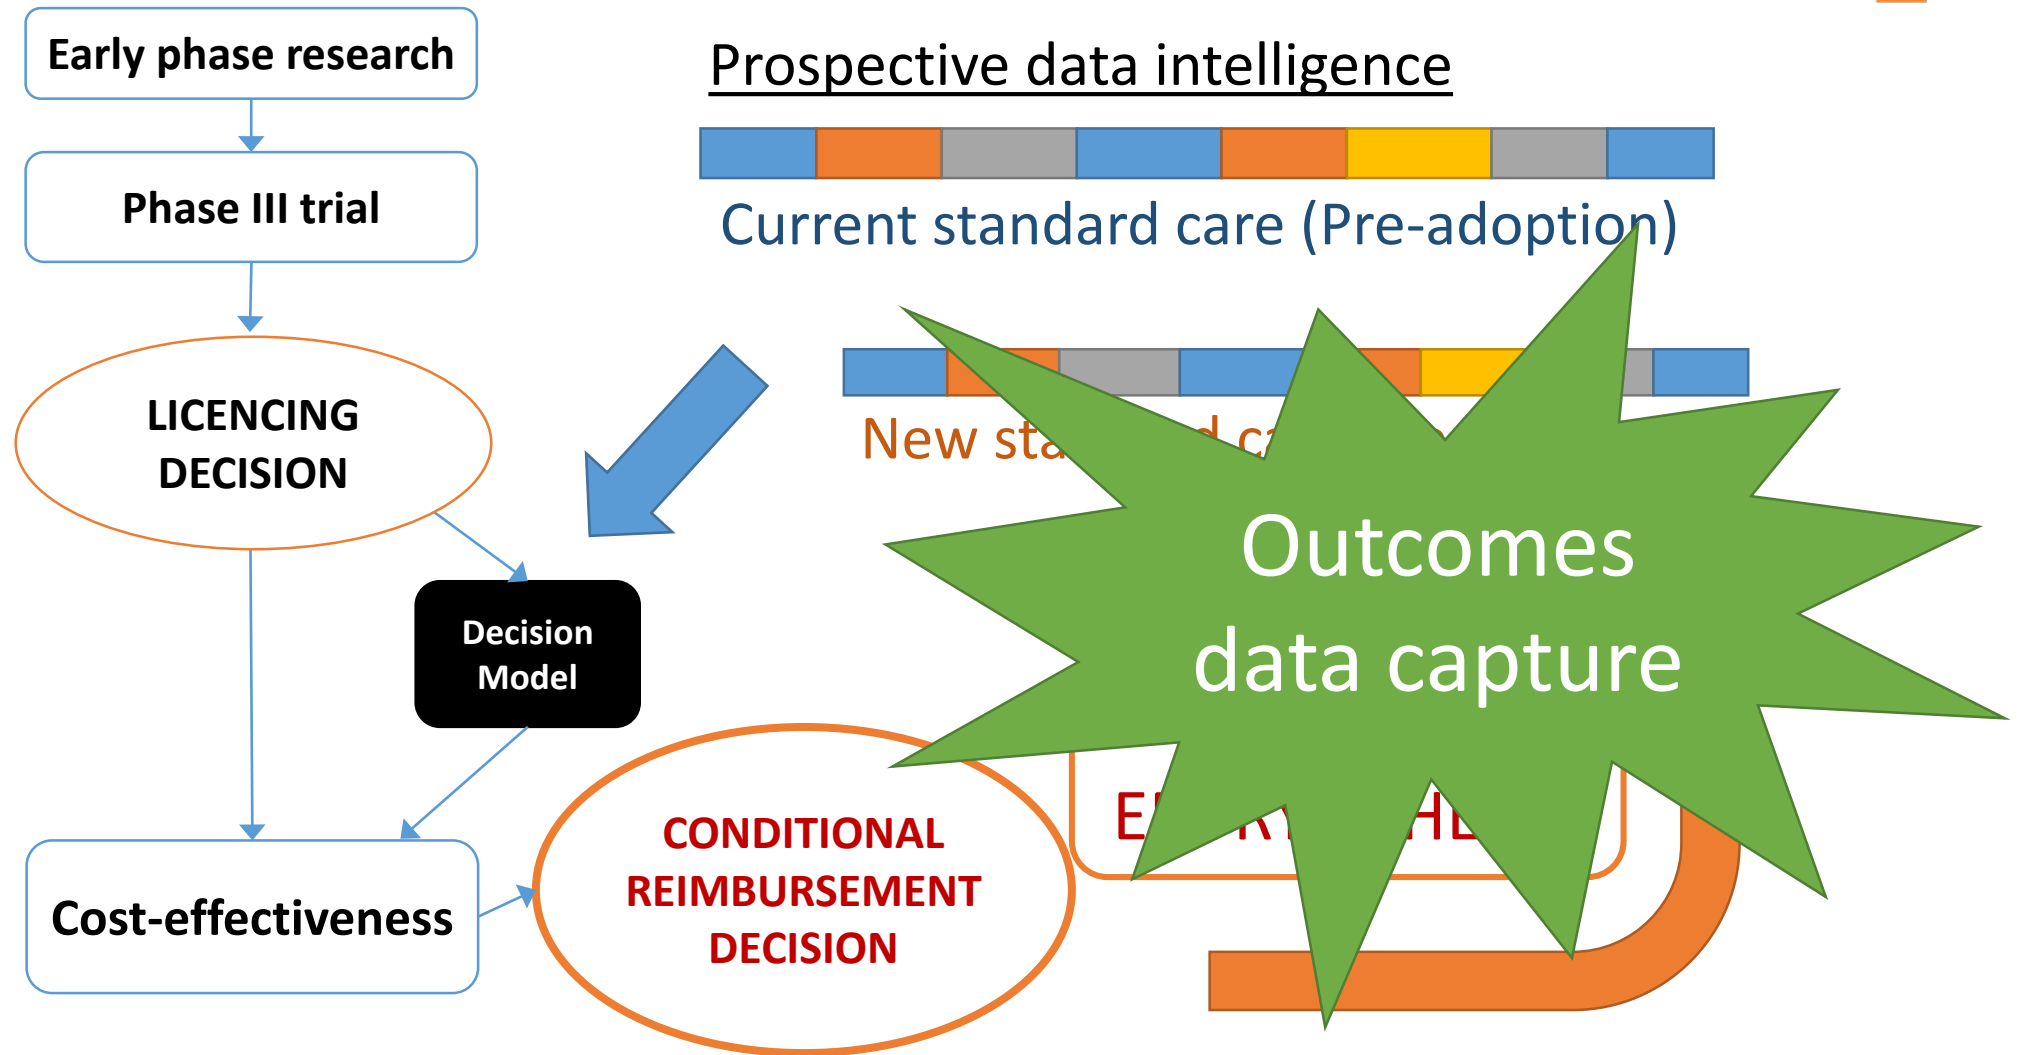 Early phase research
Prospective data intelligence
Phase III trial
Current standard care (Pre-adoption)
LICENCING
DECISION
New
Outcomes
data capture
Decision
Model
CONDITIONAL
REIMBURSEMENT
DECISION
Cost-effectiveness